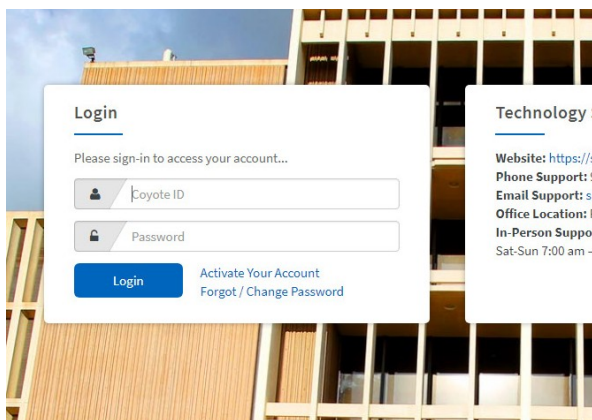 Login
Please sign-in to access your account...
Coyote ID
Password
Login
Activate Your Account
Forgot / Change Password
Technology
Website: https://
Phone Support:
Email Support:
Office Location:
In-Person
Sat-Sun 7:00 am –